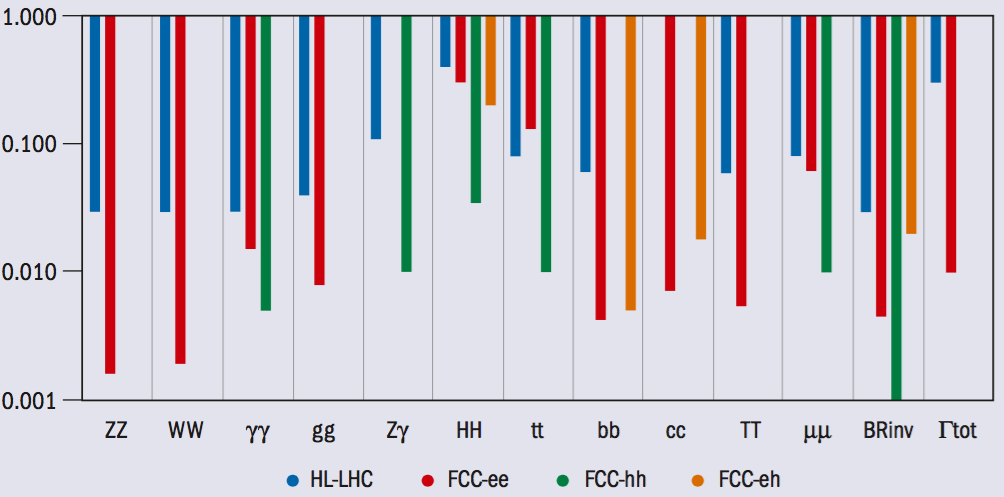 1.000
0.100
0.010
0.001
ZZ WW γγ gg Zγ HH tt bb cc TT μμ BRinv Γtot
HL-LHC FCC-ee FCC-hh FCC-eh